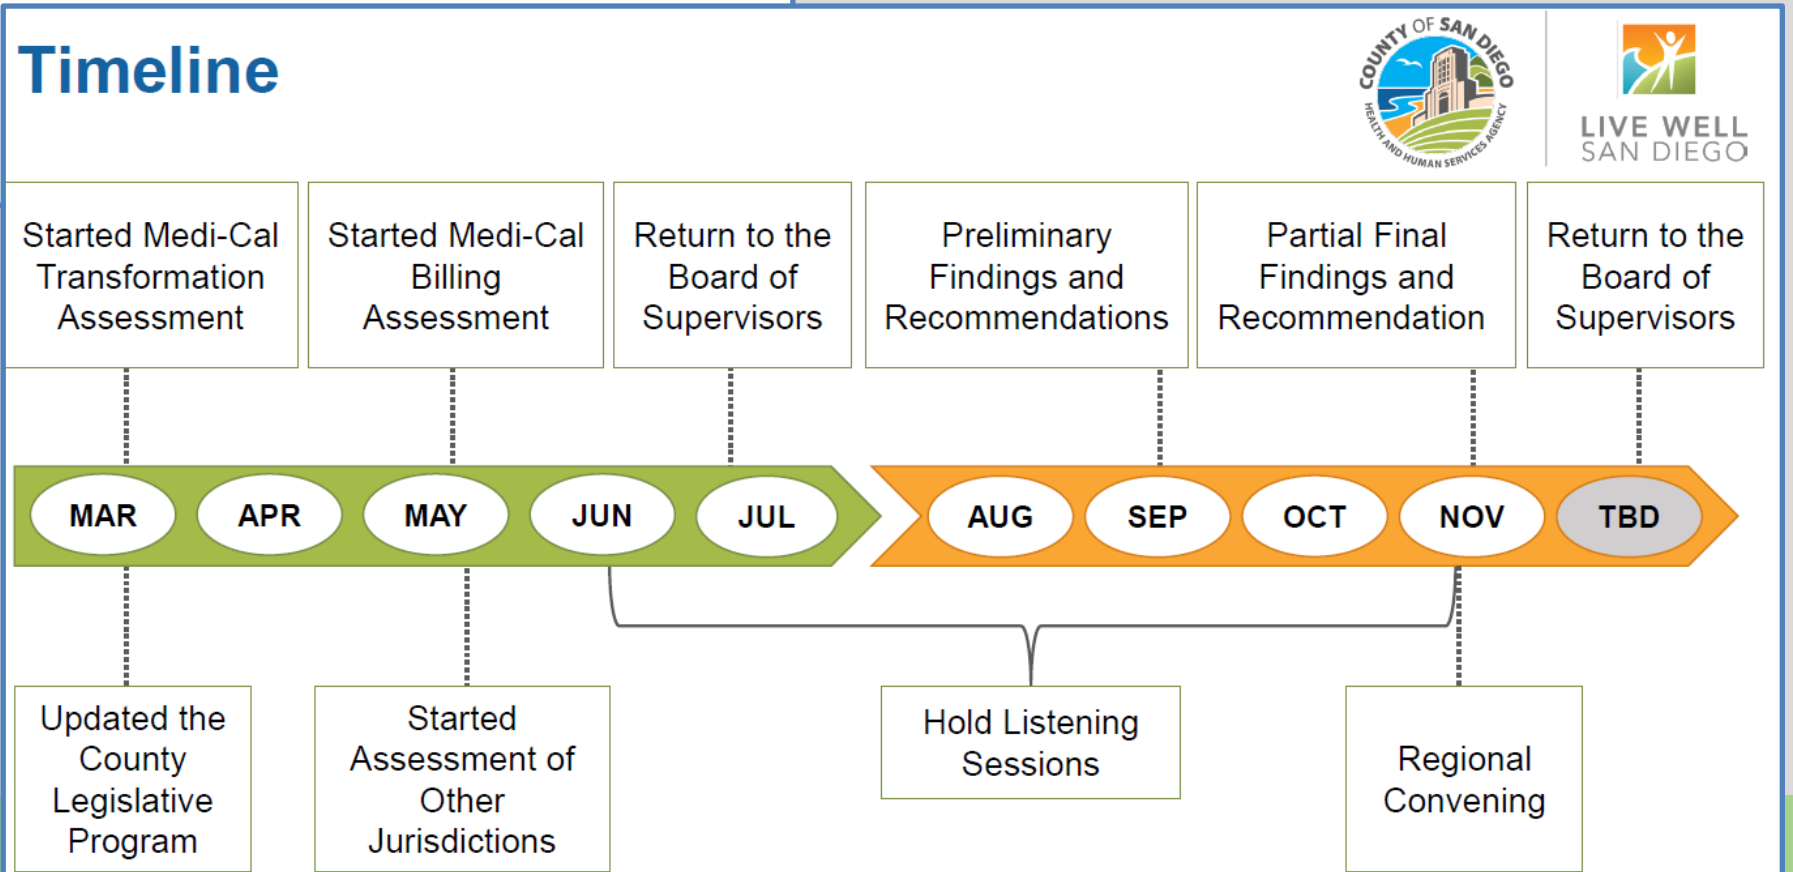 Timeline
COUNTY OF SAN DIEGO
HEALTH AND HUMAN SERVICES AGENCY
LIVE WELL
SAN DIEGO
Started Medi-Cal
Transformation
Assessment
Started Medi-Cal
Billing
Assessment
Return to the
Board of
Supervisors
Preliminary
Findings and
Recommendations
Partial Final
Findings and
Recommendation
Return to the
Board of
Supervisors
MAR
APR
MAY
JUN
JUL
AUG
SEP
OCT
NOV
TBD
Updated the
County
Legislative
Program
Started
Assessment of
Other
Jurisdictions
Hold Listening
Sessions
Regional
Convening